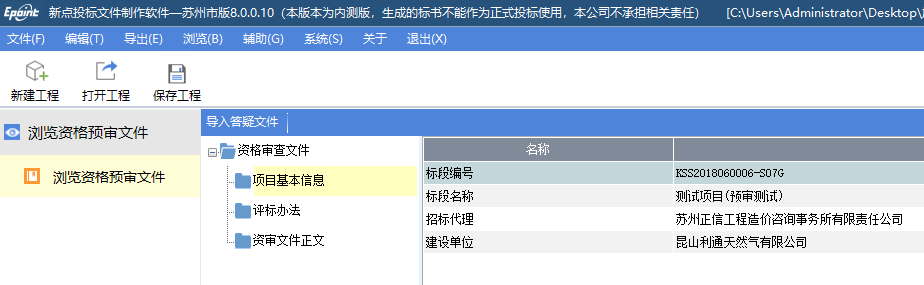 Epoint 新点投标文件制作软件—苏州市版8.0.0.10（本版本为内测版，生成的标书不能作为正式投标使用，本公司不承担相关责任） [C:\Users\Administrator\Desktop\
文件(F) 编辑(T) 导出(E) 浏览(B) 辅助(G) 系统(S) 关于 退出(X)
新建工程 打开工程 保存工程
浏览资格预审文件
浏览资格预审文件
导入答疑文件
资格审查文件
项目基本信息
评标办法
资审文件正文
名称
标段编号 KSS2018060006-S07G
标段名称 测试项目(预审测试)
招标代理 苏州正信工程造价咨询事务所有限责任公司
建设单位 昆山利通天然气有限公司